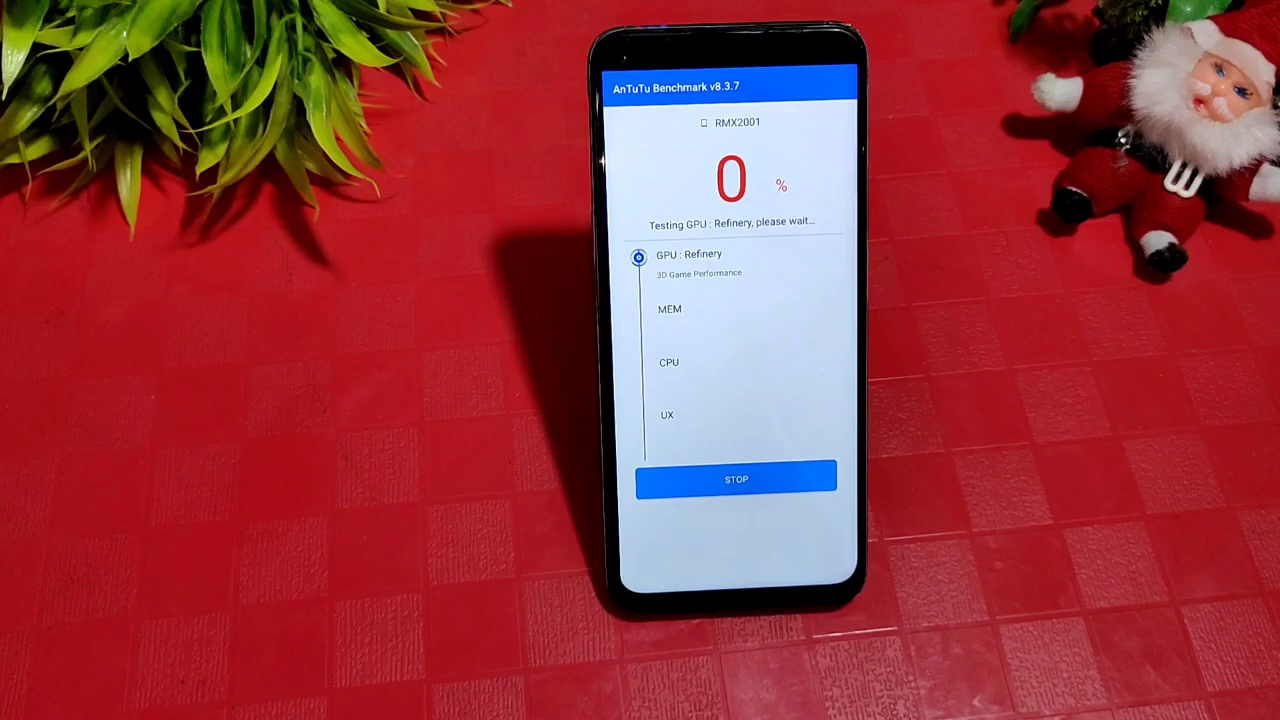 AnTuTu Benchmark v8.3.7
RMX2001
0 %
Testing GPU : Refinery, please wait...
GPU : Refinery
3D Game Performance
MEM
CPU
UX
STOP